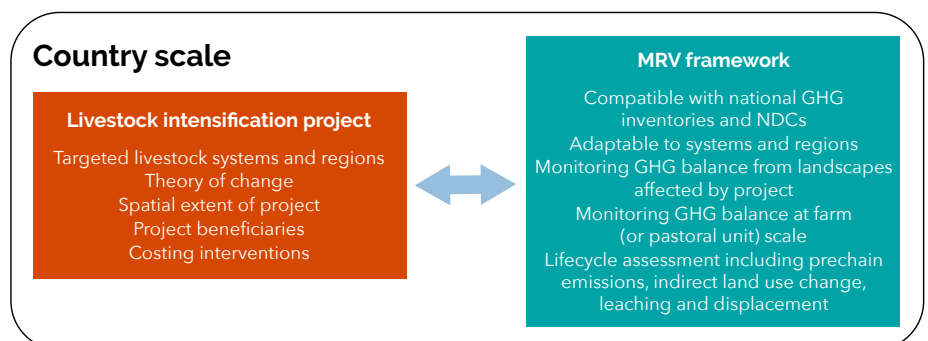 Country scale
Livestock intensification project
Targeted livestock systems and regions
Theory of change
Spatial extent of project
Project beneficiaries
Costing interventions
MRV framework
Compatible with national GHG
inventories and NDCs
Adaptable to systems and regions
Monitoring GHG balance from landscapes
affected by project
Monitoring GHG balance at farm
(or pastoral unit) scale
Lifecycle assessment including prechain
emissions, indirect land use change,
leaching and displacement